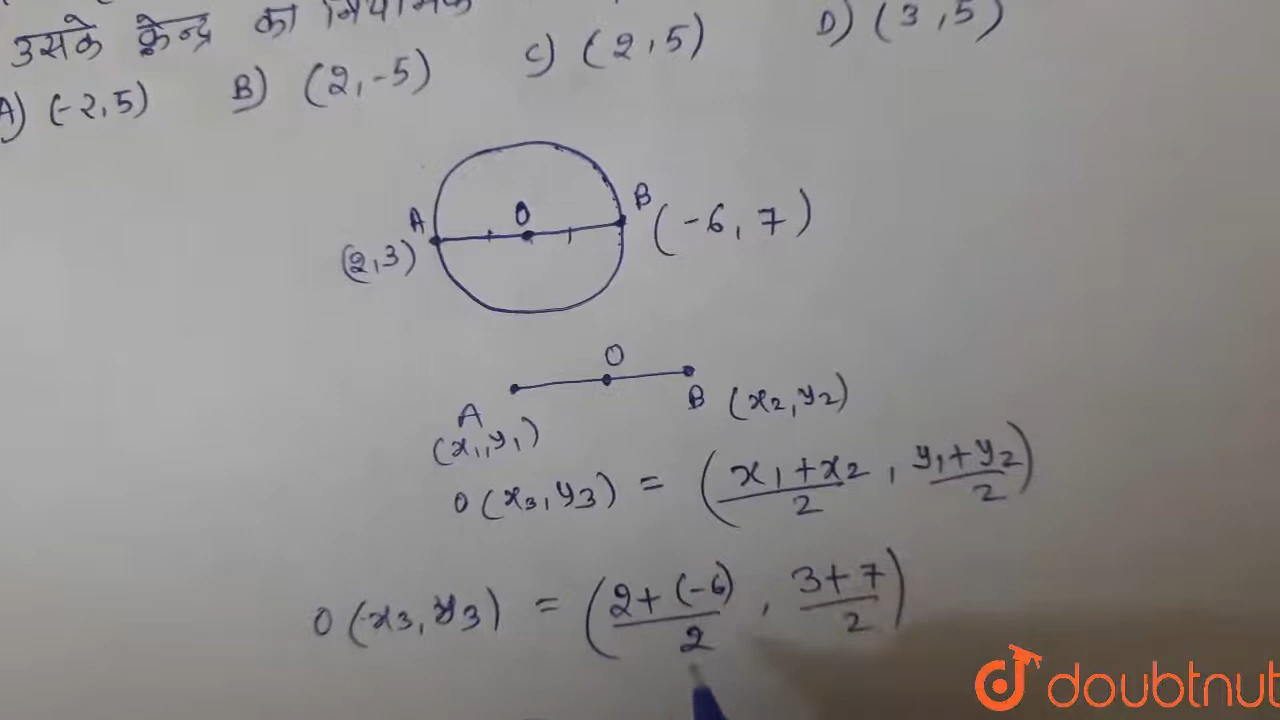 उसके केन्द्र का नियामक
A) (-2,5) B) (2,-5) C) (2,5) D) (3,5)
A O B (-6,7)
(2,3)
O
A B (x2,y2)
(x1,y1)
O(x3,y3) = (x1+x2/2, y1+y2/2)
O(x3,y3) = (2+(-6)/2, 3+7/2)
doubtnut